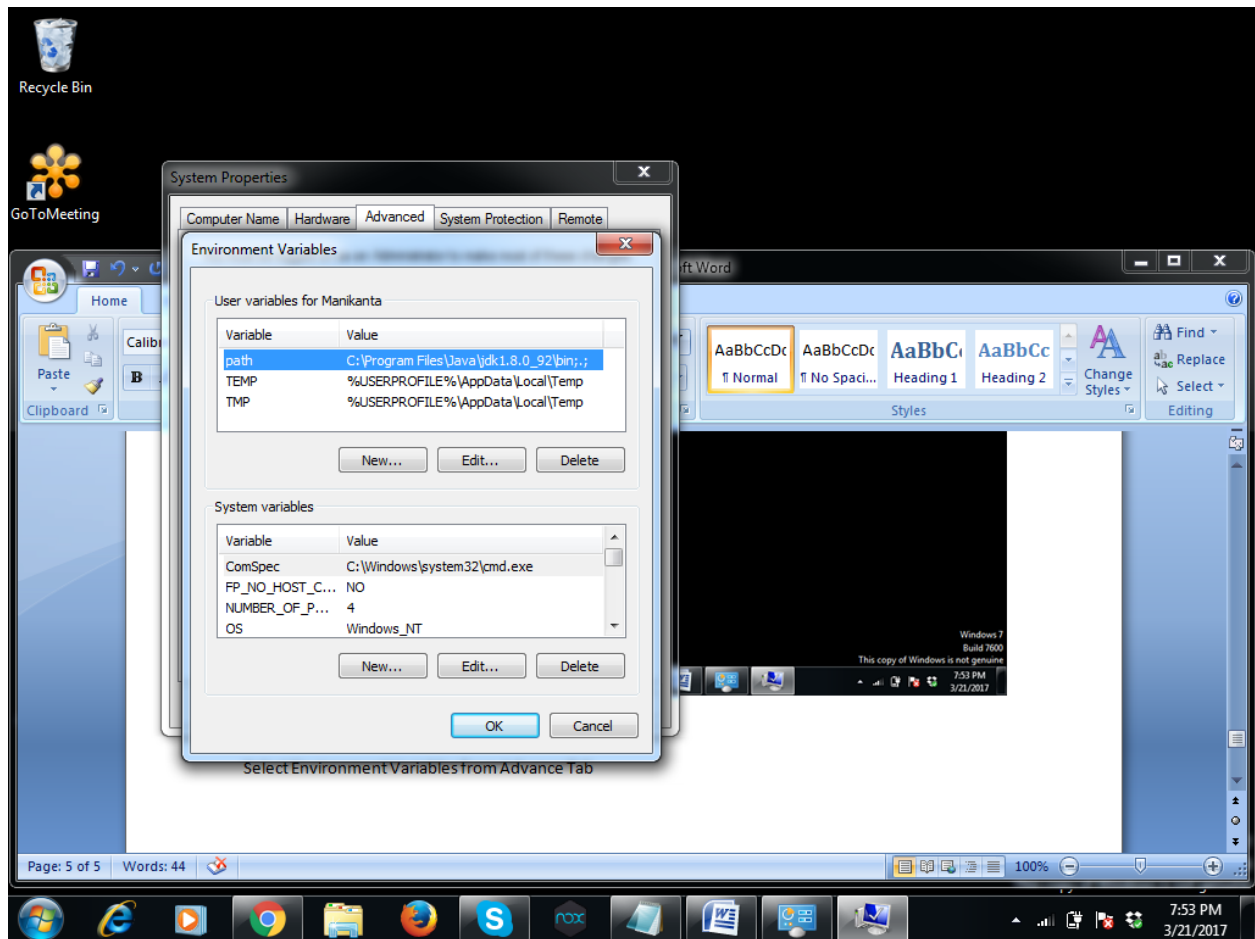 Recycle Bin
GoToMeeting
System Properties
Computer Name Hardware Advanced System Protection Remote
Environment Variables
User variables for Manikanta
Variable Value
path C:\Program Files\Java\jdk1.8.0_92\bin;.;
TEMP %USERPROFILE%\AppData\Local\Temp
TMP %USERPROFILE%\AppData\Local\Temp
New... Edit... Delete
System variables
Variable Value
ComSpec C:\Windows\system32\cmd.exe
FP_NO_HOST_C... NO
NUMBER_OF_P... 4
OS Windows_NT
New... Edit... Delete
OK Cancel
oft Word
Home
Paste
Clipboard
Calib
B
AaBbCcDc AaBbCcDc AaBbC AaBbCc
¶ Normal ¶ No Spaci... Heading 1 Heading 2
Change
Styles
Styles
Find
Replace
Select
Editing
Windows 7
Build 7600
This copy of Windows is not genuine
7:53 PM
3/21/2017
Select Environment Variables from Advance Tab
Page: 5 of 5 Words: 44
100%
nox
7:53 PM
3/21/2017